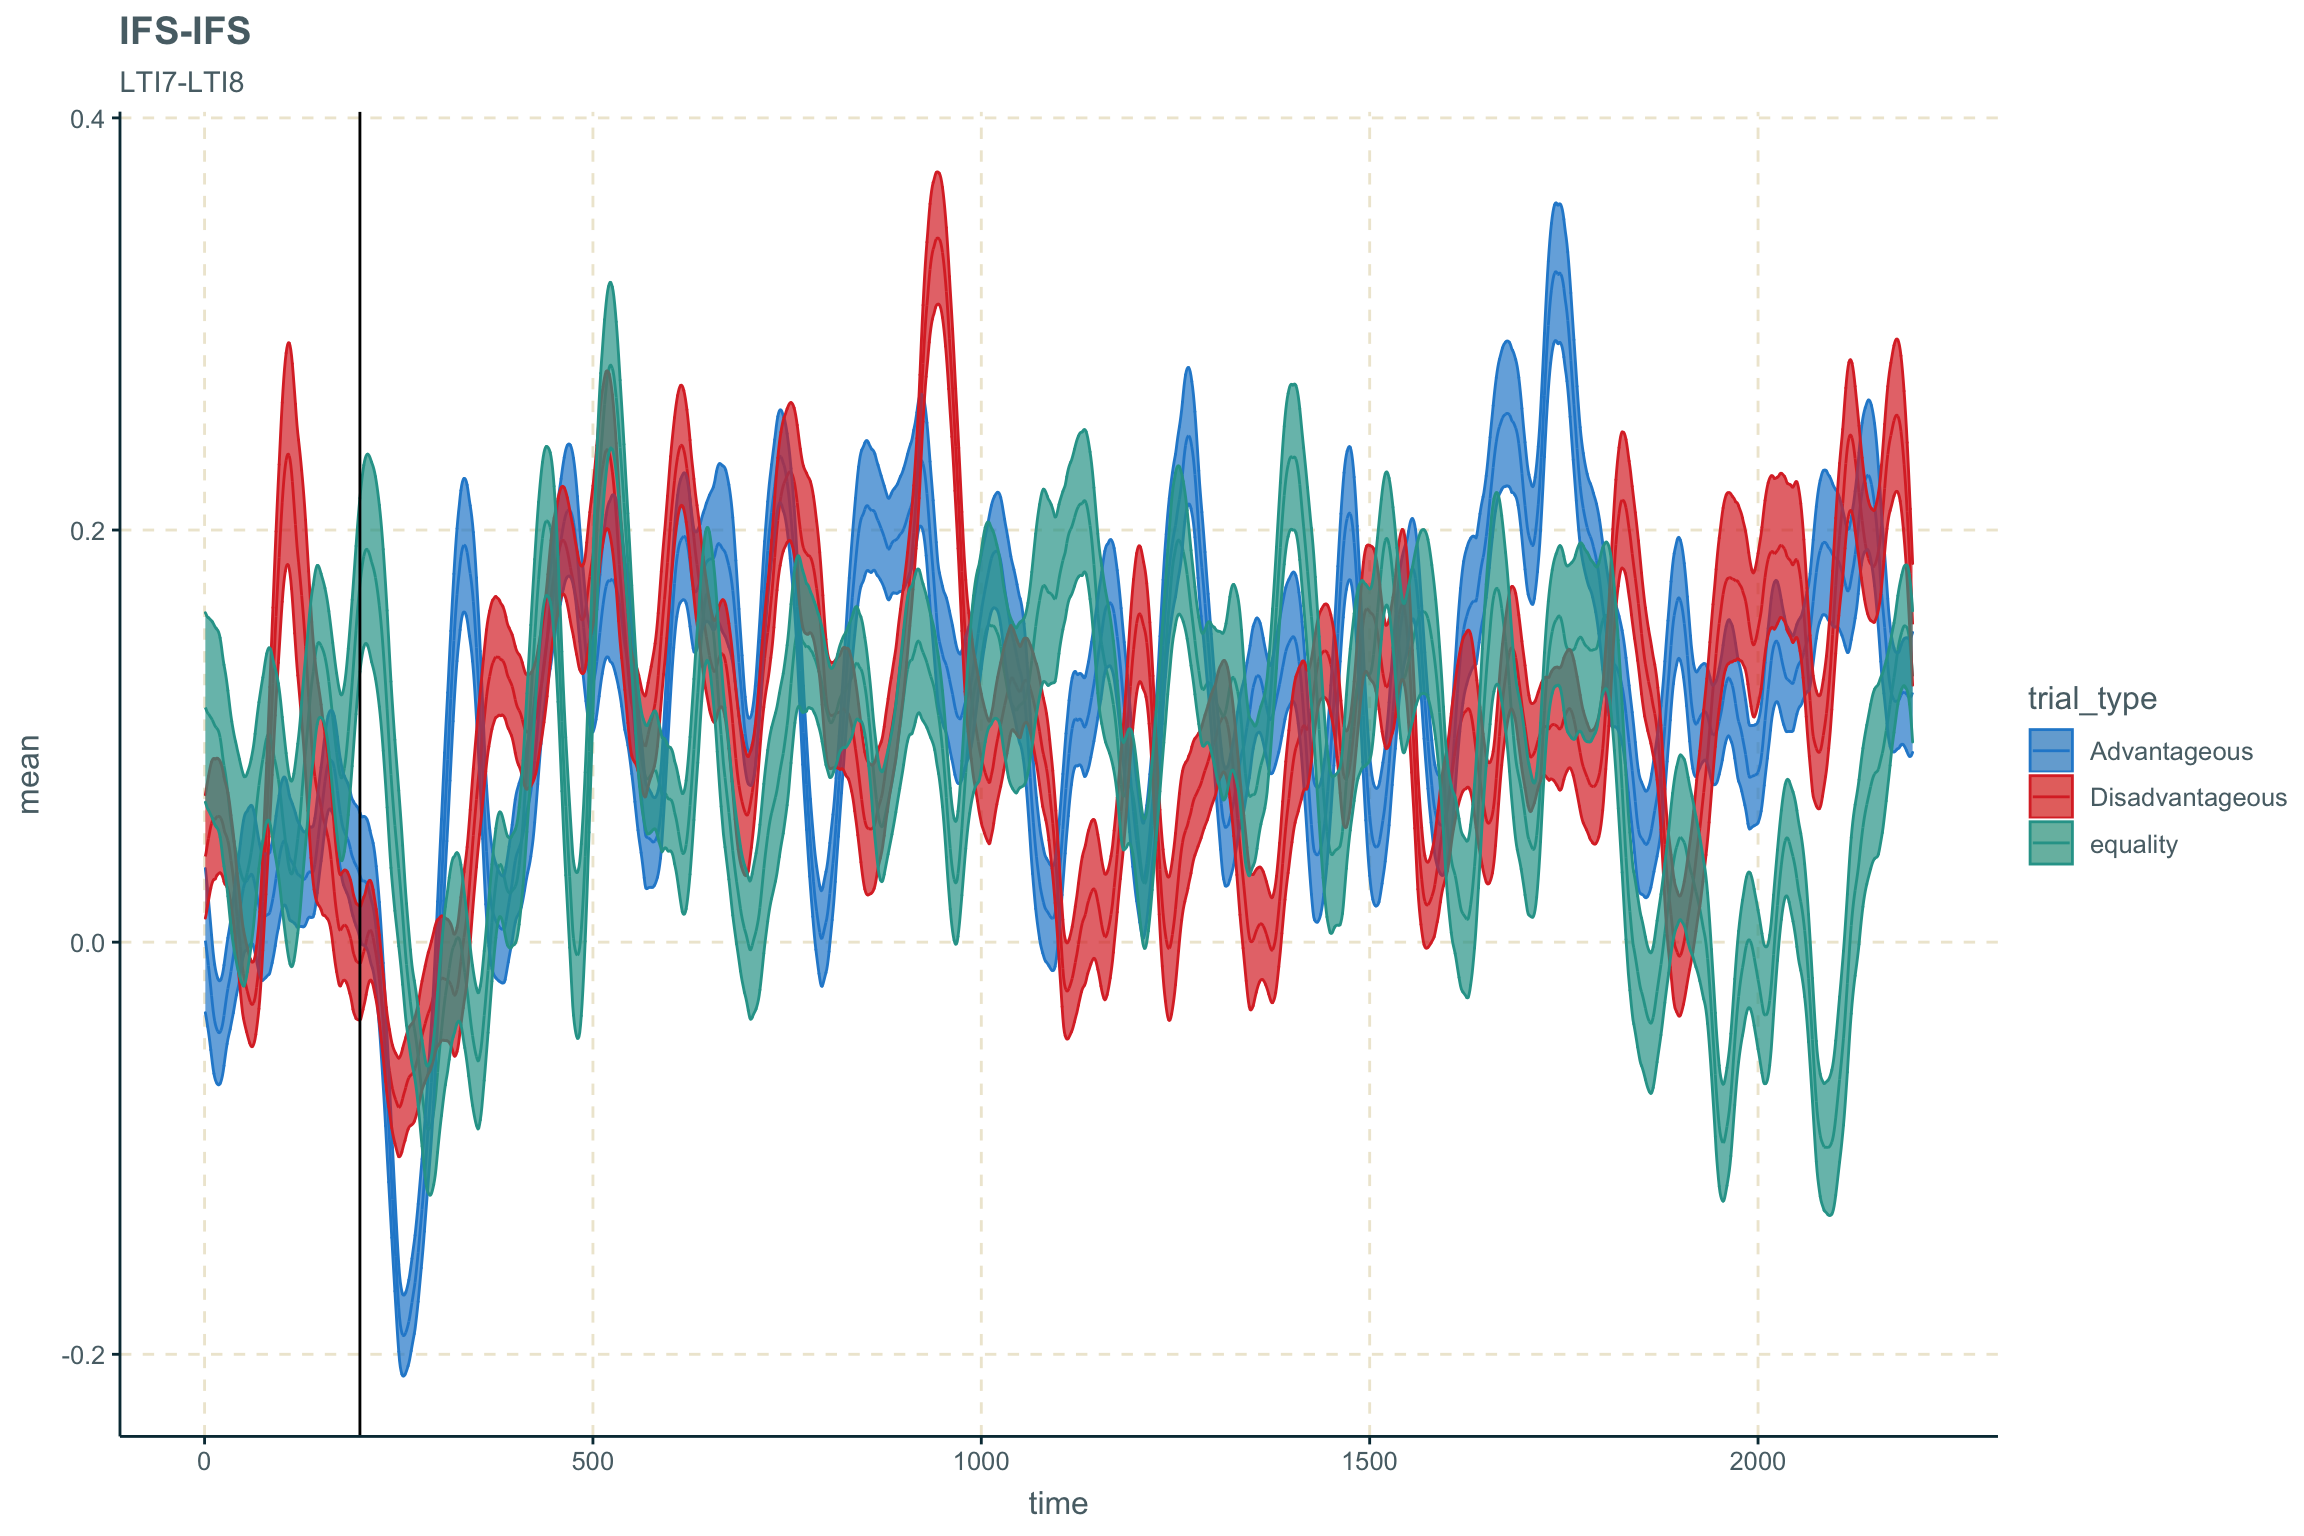 IFS-IFS
LTI7-LTI8
0.4
0.2
0.0
-0.2
mean
0
500
1000
1500
2000
time
trial_type
Advantageous
Disadvantageous
equality